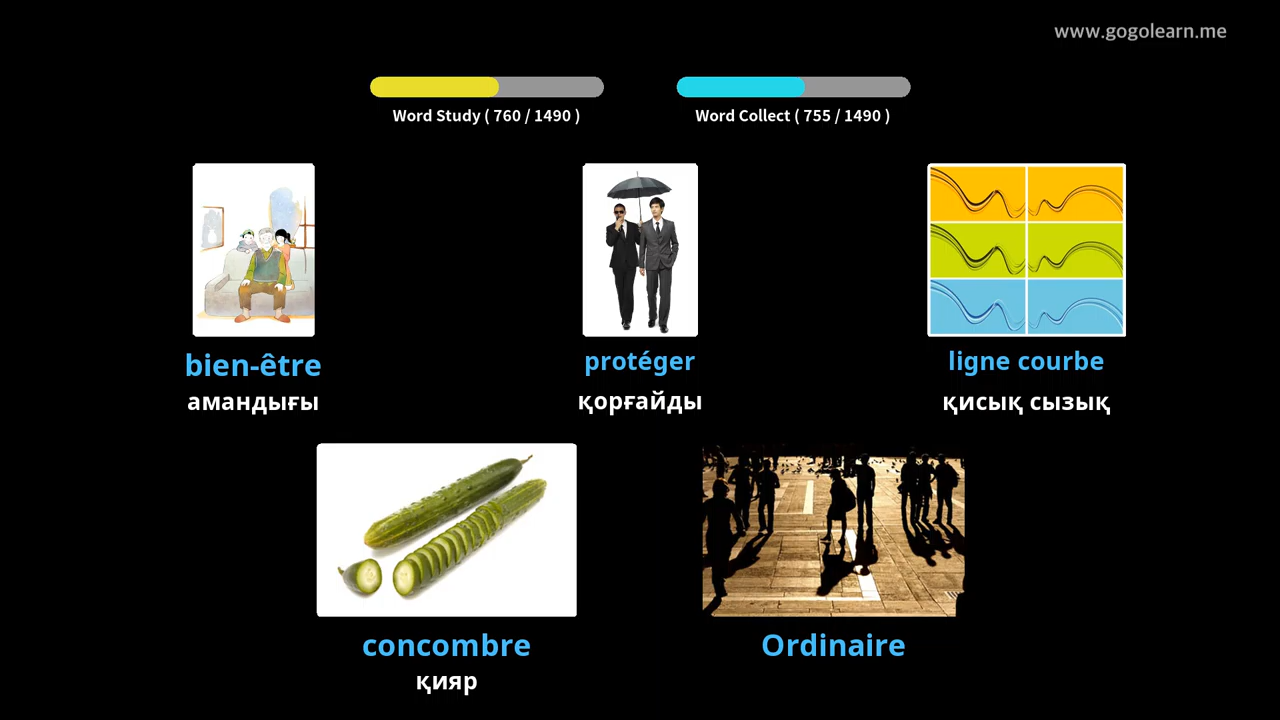 www.gogolearn.me
Word Study ( 760 / 1490 )
Word Collect ( 755 / 1490 )
bien-être
амандығы
protéger
қорғайды
ligne courbe
қисық сызық
concombre
қияр
Ordinaire